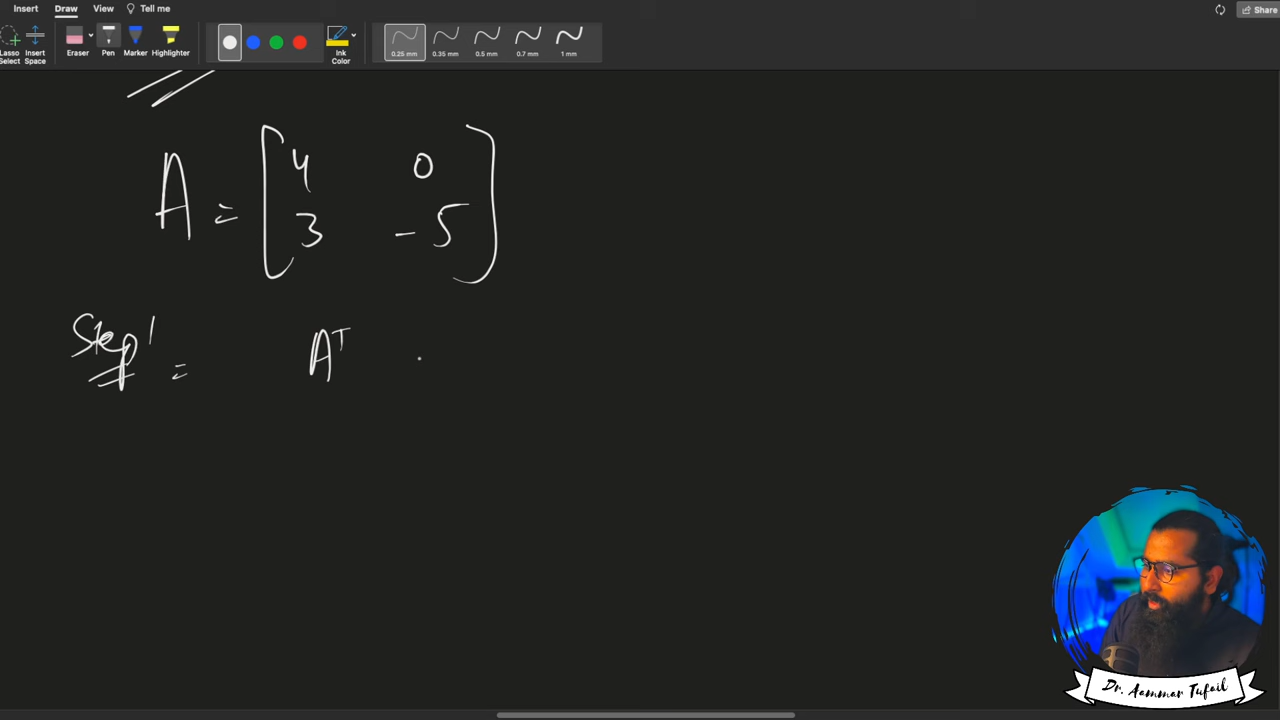 Insert Draw View Tell me Share
Lasso Select Insert Space Eraser Pen Marker Highlighter Ink Color 0.25 mm 0.35 mm 0.5 mm 0.7 mm 1 mm
A = [ 4 0
3 -5 ]
Step 1 = A^T
Dr. Aammar Tufail